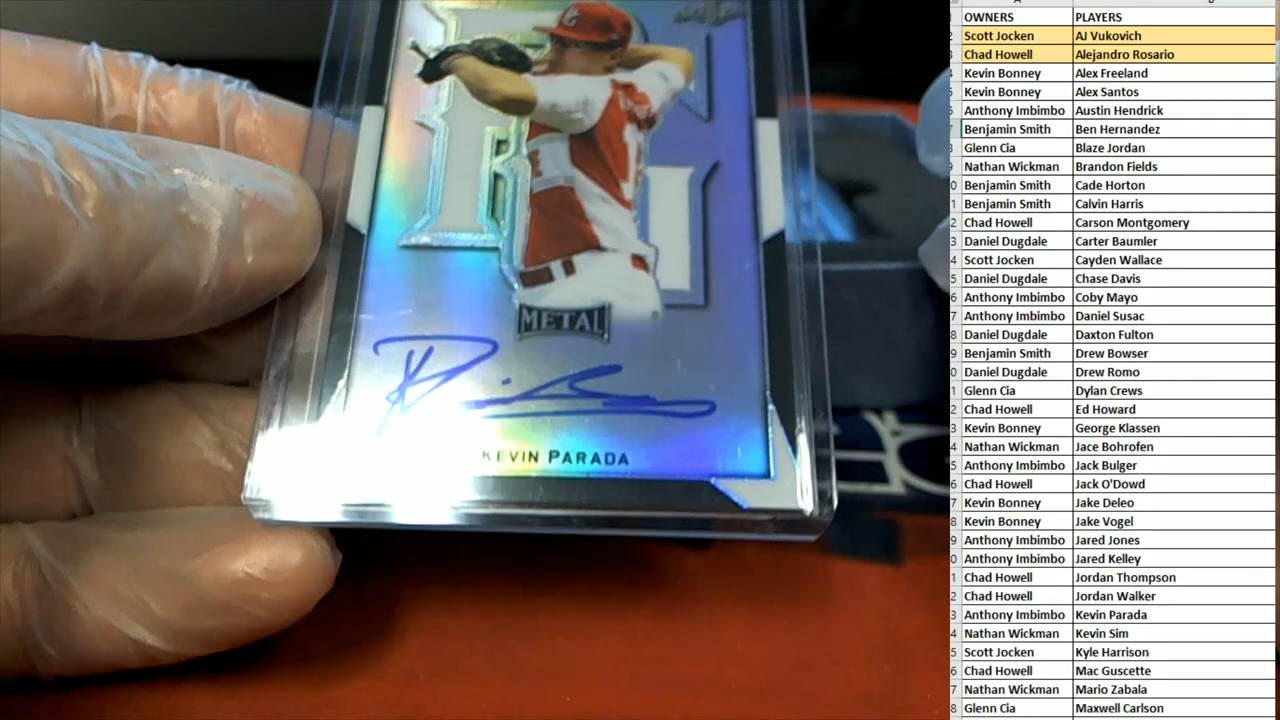 METAL
KEVIN PARADA
OWNERS PLAYERS
Scott Jocken AJ Vukovich
Chad Howell Alejandro Rosario
Kevin Bonney Alex Freeland
Kevin Bonney Alex Santos
Anthony Imbimbo Austin Hendrick
Benjamin Smith Ben Hernandez
Glenn Cia Blaze Jordan
Nathan Wickman Brandon Fields
Benjamin Smith Cade Horton
Benjamin Smith Calvin Harris
Chad Howell Carson Montgomery
Daniel Dugdale Carter Baumler
Scott Jocken Cayden Wallace
Daniel Dugdale Chase Davis
Anthony Imbimbo Coby Mayo
Anthony Imbimbo Daniel Susac
Daniel Dugdale Daxton Fulton
Benjamin Smith Drew Bowser
Daniel Dugdale Drew Romo
Glenn Cia Dylan Crews
Chad Howell Ed Howard
Kevin Bonney George Klassen
Nathan Wickman Jace Bohrofen
Anthony Imbimbo Jack Bulger
Chad Howell Jack O'Dowd
Kevin Bonney Jake Deleo
Kevin Bonney Jake Vogel
Anthony Imbimbo Jared Jones
Anthony Imbimbo Jared Kelley
Chad Howell Jordan Thompson
Chad Howell Jordan Walker
Anthony Imbimbo Kevin Parada
Nathan Wickman Kevin Sim
Scott Jocken Kyle Harrison
Chad Howell Mac Guscette
Nathan Wickman Mario Zabala
Glenn Cia Maxwell Carlson